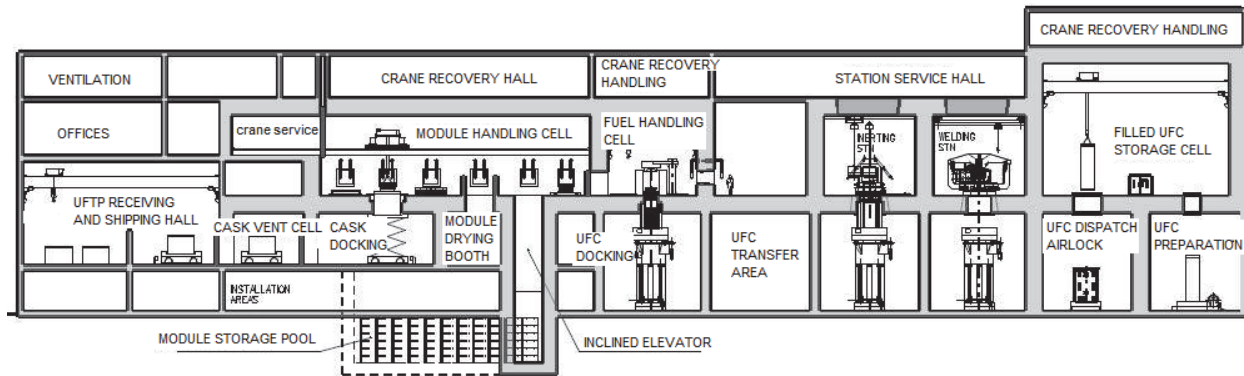 CRANE RECOVERY HANDLING
VENTILATION
CRANE RECOVERY HALL
CRANE RECOVERY
HANDLING
STATION SERVICE HALL
OFFICES
crane service
MODULE HANDLING CELL
FUEL HANDLING
CELL
INERTING
STN
WELDING
STN
FILLED UFC
STORAGE CELL
UFTP RECEIVING
AND SHIPPING HALL
CASK VENT CELL
CASK
DOCKING
MODULE
DRYING
BOOTH
UFC
DOCKING
UFC
TRANSFER
AREA
UFC DISPATCH
AIRLOCK
UFC
PREPARATION
INSTALLATION
AREAS
MODULE STORAGE POOL
INCLINED ELEVATOR